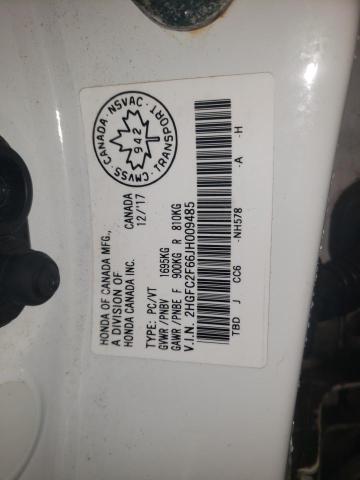 HONDA OF CANADA MFG.,
A DIVISION OF
HONDA CANADA INC.
CANADA
12/'17
TYPE: PC/VT
GVWR / PNBV 1695KG
GAWR / PNBE F 900KG R 810KG
V.I.N. 2HGFC2F66JH009485
TBD J CC6 -NH578 -A -H
CANADA · NSVAC · TRANSPORT · CMVSS ·
942